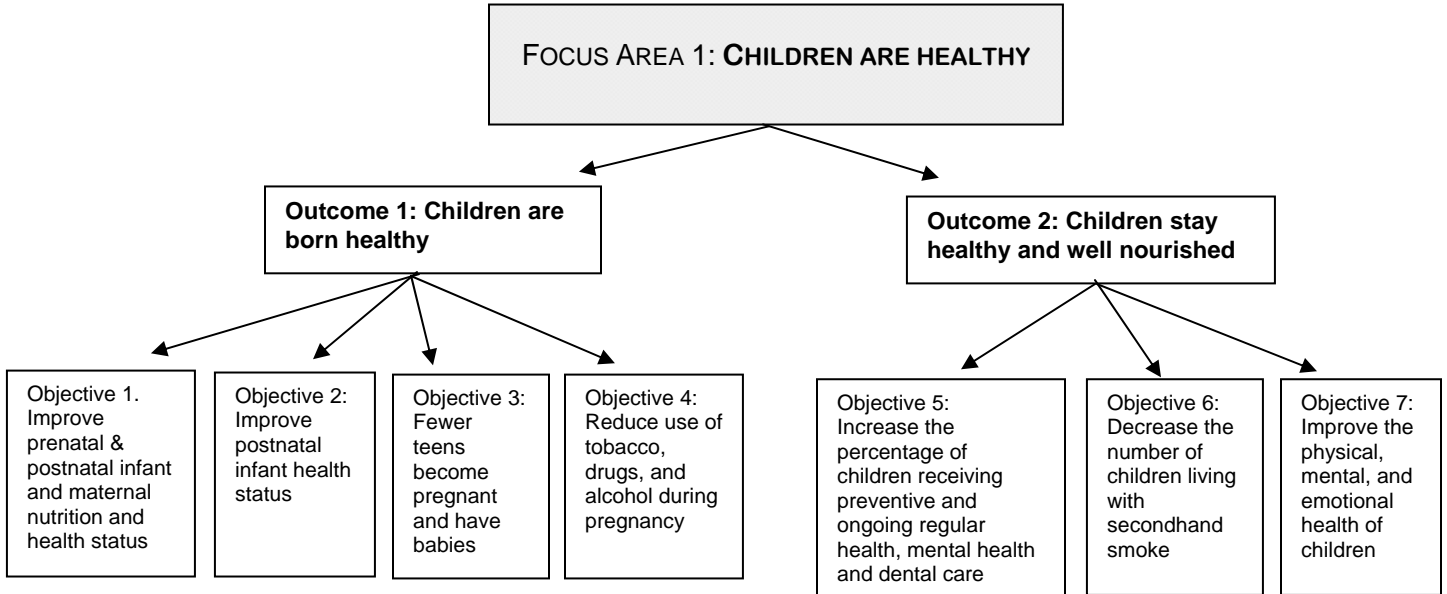 FOCUS AREA 1: CHILDREN ARE HEALTHY
Outcome 1: Children are
born healthy
Outcome 2: Children stay
healthy and well nourished
Objective 1.
Improve
prenatal &
postnatal infant
and maternal
nutrition and
health status
Objective 2:
Improve
postnatal
infant health
status
Objective 3:
Fewer
teens
become
pregnant
and have
babies
Objective 4:
Reduce use of
tobacco,
drugs, and
alcohol during
pregnancy
Objective 5:
Increase the
percentage of
children receiving
preventive and
ongoing regular
health, mental health
and dental care
Objective 6:
Decrease the
number of
children living
with
secondhand
smoke
Objective 7:
Improve the
physical,
mental, and
emotional
health of
children